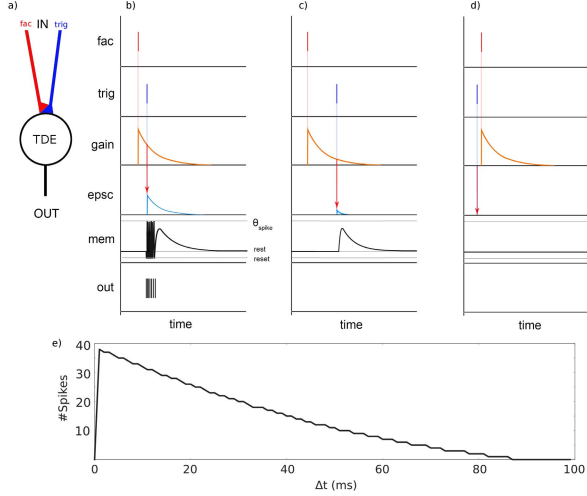 a)
fac IN trig
TDE
OUT
b)
c)
d)
fac
trig
gain
epsc
mem
out
θspike
rest
reset
time
time
time
e)
#Spikes
40
30
20
10
0
20
40
60
80
100
Δt (ms)